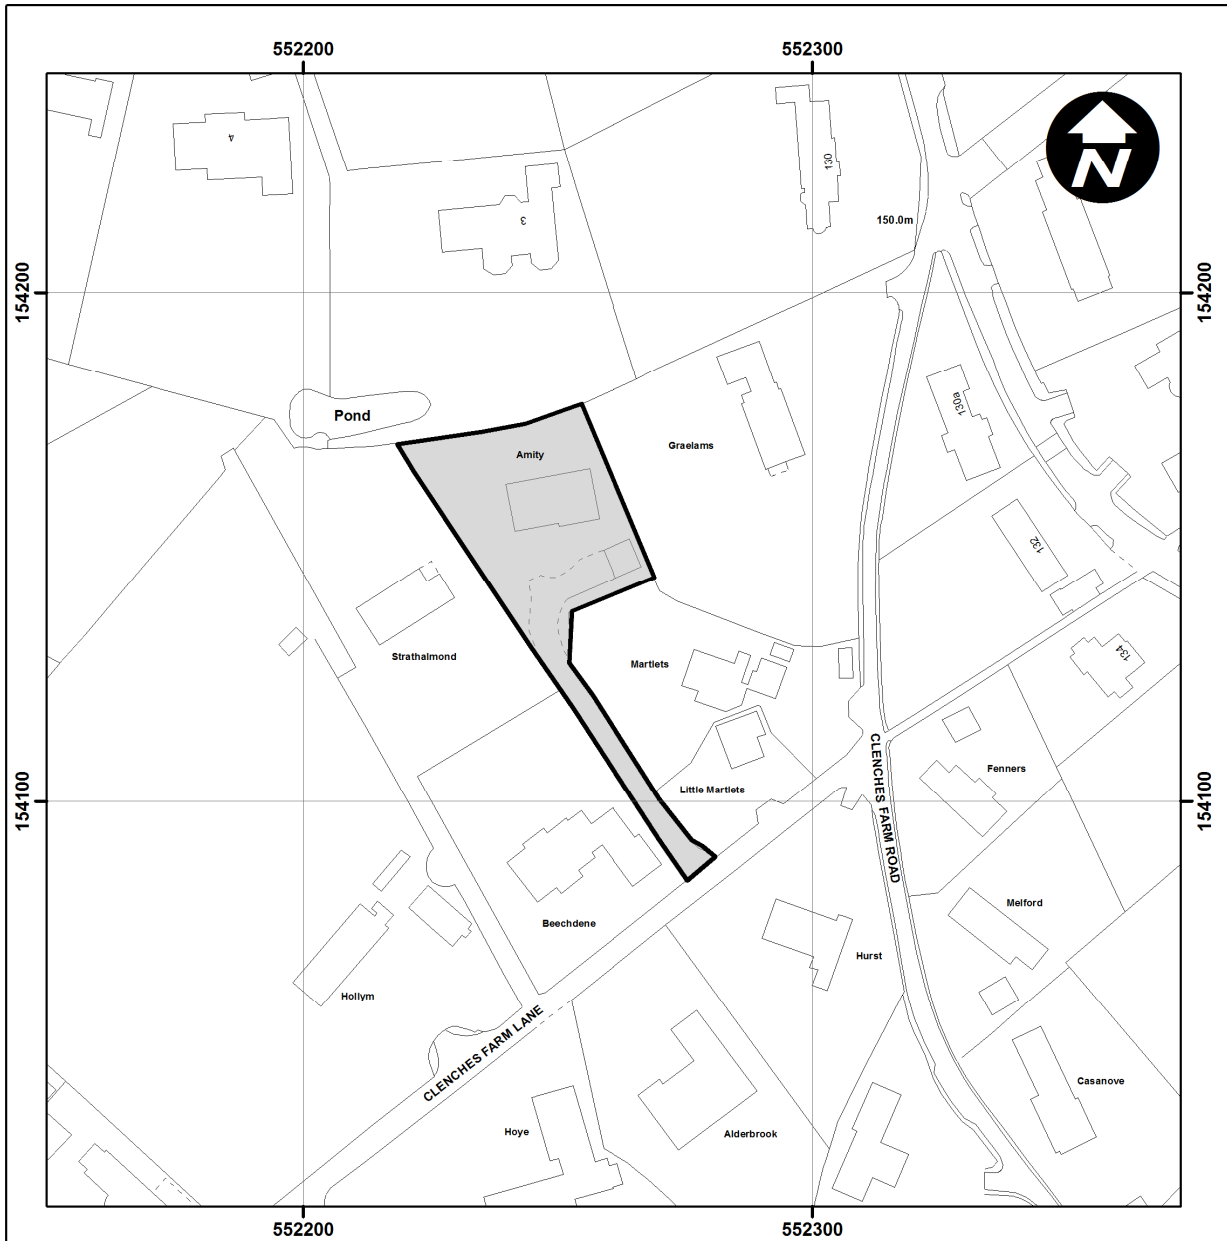 552200
552300
4
130
N
3
150.0m
154200
154200
Pond
130a
Amity
Graelams
132
Strathalmond
Martlets
134
CLENCHES FARM ROAD
Fenners
154100
Little Martlets
154100
Beechdene
Melford
Hurst
Hollym
CLENCHES FARM LANE
Casanove
Hoye
Alderbrook
552200
552300